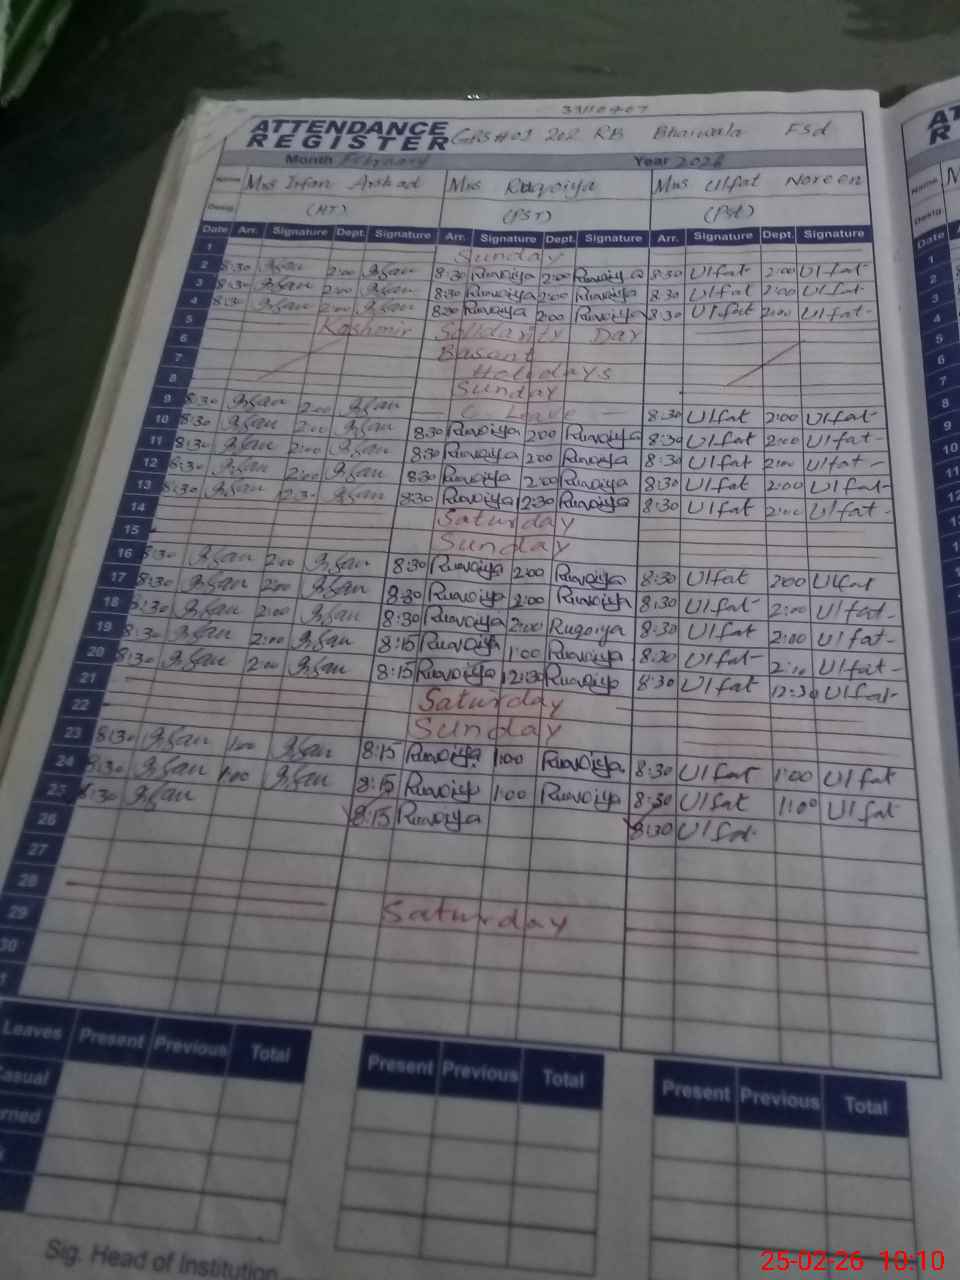 33110407
ATTENDANCE REGISTER GPS#01 202 RB Bhaiwala Fsd
Month February Year 2026
Name Mrs Irfan Arshad Mrs Ruqoiya Mrs Ulfat Noreen
Desig (HT) (PST) (Pst)
Date Arr. Signature Dept. Signature Arr. Signature Dept. Signature Arr. Signature Dept. Signature
1 Sunday
2 8:30 Irfan 2:00 Irfan 8:30 Ruqoiya 2:00 Ruqoiya 8:30 Ulfat 2:00 Ulfat
3 8:30 Irfan 2:00 Irfan 8:30 Ruqoiya 2:00 Ruqoiya 8:30 Ulfat 2:00 Ulfat
4 8:30 Irfan 2:00 Irfan 8:30 Ruqoiya 2:00 Ruqoiya 8:30 Ulfat 2:00 Ulfat
5 Kashmir Solidarity Day
6 Basant
7 Holidays
8 Sunday
9 8:30 Irfan 2:00 Irfan C. Leave 8:30 Ulfat 2:00 Ulfat
10 8:30 Irfan 2:00 Irfan 8:30 Ruqoiya 2:00 Ruqoiya 8:30 Ulfat 2:00 Ulfat
11 8:30 Irfan 2:00 Irfan 8:30 Ruqoiya 2:00 Ruqoiya 8:30 Ulfat 2:00 Ulfat
12 8:30 Irfan 2:00 Irfan 8:30 Ruqoiya 2:00 Ruqoiya 8:30 Ulfat 2:00 Ulfat
13 8:30 Irfan 12:30 Irfan 8:30 Ruqoiya 12:30 Ruqoiya 8:30 Ulfat 2:00 Ulfat
14 Saturday
15 Sunday
16 8:30 Irfan 2:00 Irfan 8:30 Ruqoiya 2:00 Ruqoiya 8:30 Ulfat 2:00 Ulfat
17 8:30 Irfan 2:00 Irfan 8:30 Ruqoiya 2:00 Ruqoiya 8:30 Ulfat 2:00 Ulfat
18 8:30 Irfan 2:00 Irfan 8:30 Ruqoiya 2:00 Ruqoiya 8:30 Ulfat 2:00 Ulfat
19 8:30 Irfan 2:00 Irfan 8:15 Ruqoiya 1:00 Ruqoiya 8:30 Ulfat Ulfat
20 8:30 Irfan 2:00 Irfan 8:15 Ruqoiya 12:30 Ruqoiya 8:30 Ulfat 12:30 Ulfat
21 Saturday
22 Sunday
23 8:30 Irfan 1:00 Irfan 8:15 Ruqoiya 1:00 Ruqoiya 8:30 Ulfat 1:00 Ulfat
24 8:30 Irfan 1:00 Irfan 8:15 Ruqoiya 1:00 Ruqoiya 8:30 Ulfat 1:00 Ulfat
25 8:30 Irfan 8:15 Ruqoiya 8:30 Ulfat
26
27
28 Saturday
29
30
Leaves Present Previous Total Present Previous Total Present Previous Total
Casual
Sig. Head of Institution
25-02-26 10:10